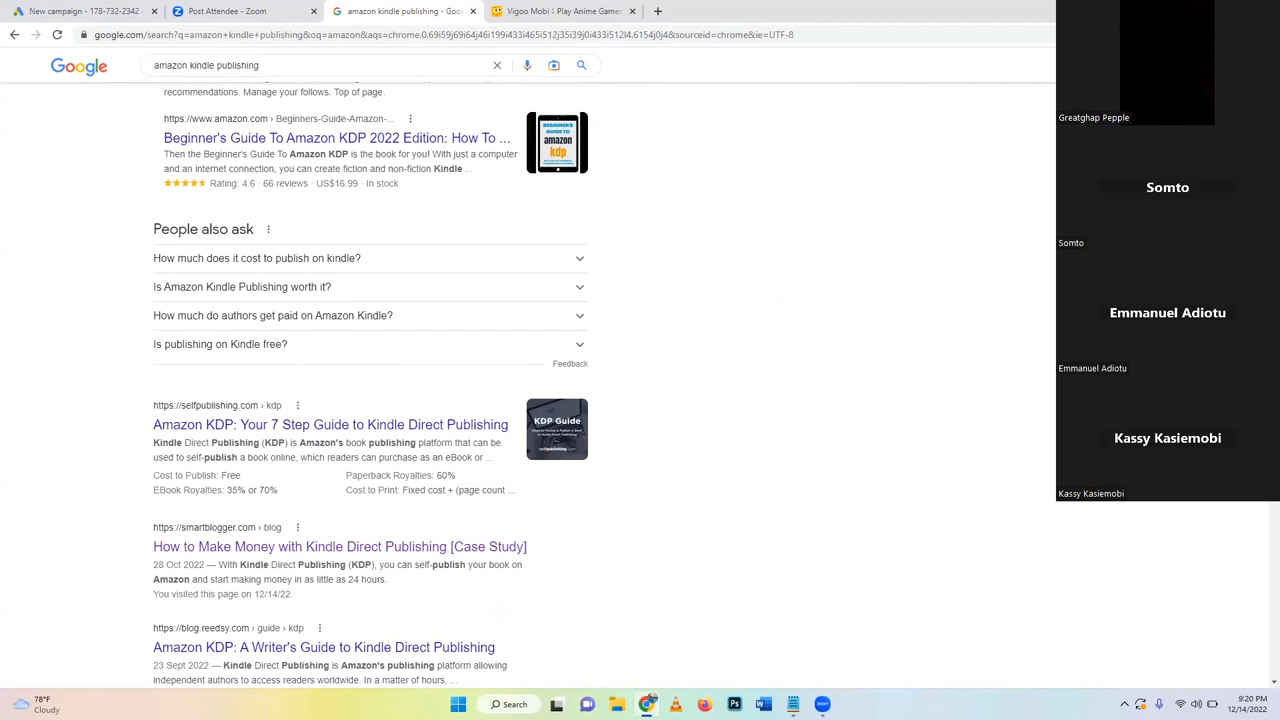 New campaign - 178-732-2342
Post Attendee - Zoom
amazon kindle publishing - Google
Vigoo Mobi : Play Anime Games
google.com/search?q=amazon+kindle+publishing&oq=amazon&aqs=chrome.0.69i59j69i64j46i199i433i465i512j35i39j0i433i512l4.6154j0j4&sourceid=chrome&ie=UTF-8
Google
amazon kindle publishing
recommendations. Manage your follows. Top of page.
https://www.amazon.com › Beginners-Guide-Amazon-...
Beginner's Guide To Amazon KDP 2022 Edition: How To ...
Then the Beginner's Guide To Amazon KDP is the book for you! With just a computer
and an internet connection, you can create fiction and non-fiction Kindle ...
Rating: 4.6 · 66 reviews · US$16.99 · In stock
BEGINNER'S
GUIDE TO
amazon
kdp
People also ask
How much does it cost to publish on kindle?
Is Amazon Kindle Publishing worth it?
How much do authors get paid on Amazon Kindle?
Is publishing on Kindle free?
Feedback
https://selfpublishing.com › kdp
Amazon KDP: Your 7 Step Guide to Kindle Direct Publishing
Kindle Direct Publishing (KDP) is Amazon's book publishing platform that can be
used to self-publish a book online, which readers can purchase as an eBook or ...
Cost to Publish: Free
Paperback Royalties: 60%
EBook Royalties: 35% or 70%
Cost to Print: Fixed cost + (page count ...
KDP Guide
https://smartblogger.com › blog
How to Make Money with Kindle Direct Publishing [Case Study]
28 Oct 2022 — With Kindle Direct Publishing (KDP), you can self-publish your book on
Amazon and start making money in as little as 24 hours.
You visited this page on 12/14/22.
https://blog.reedsy.com › guide › kdp
Amazon KDP: A Writer's Guide to Kindle Direct Publishing
23 Sept 2022 — Kindle Direct Publishing is Amazon's publishing platform allowing
independent authors to access readers worldwide. In a matter of hours, ...
Greatghap Pepple
Somto
Somto
Emmanuel Adiotu
Emmanuel Adiotu
Kassy Kasiemobi
Kassy Kasiemobi
78°F
Cloudy
Search
Ps
W
zoom
9:20 PM
12/14/2022